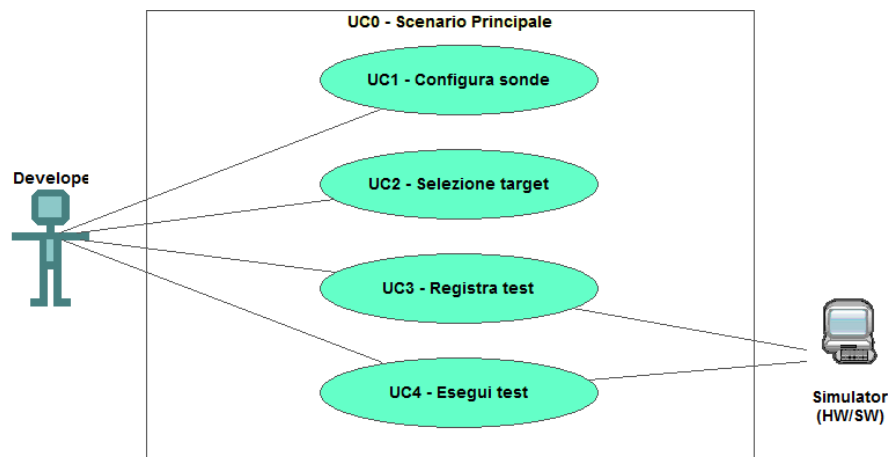 UC0 - Scenario Principale
UC1 - Configura sonde
Develope
UC2 - Selezione target
UC3 - Registra test
UC4 - Esegui test
Simulator
(HW/SW)